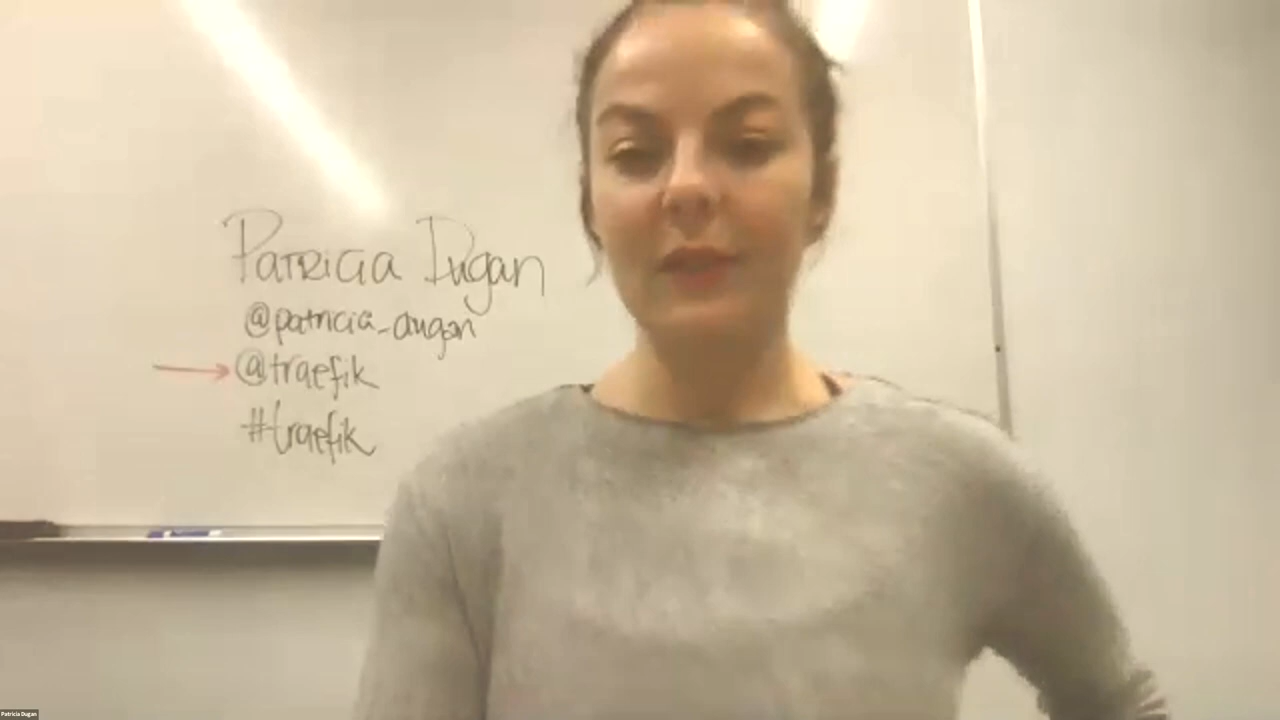 Patricia Dugan
@patricia_dugan
@traefik
#traefik
Patricia Dugan